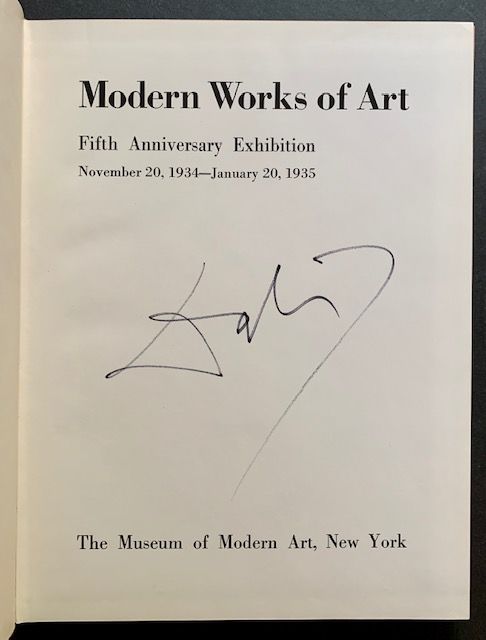 Modern Works of Art
Fifth Anniversary Exhibition
November 20, 1934—January 20, 1935
Dalí
The Museum of Modern Art, New York